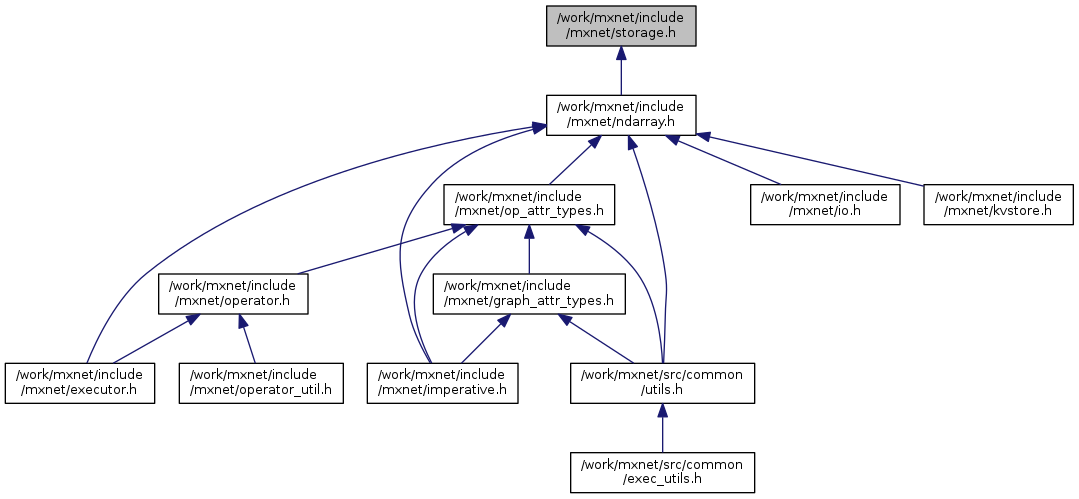 /work/mxnet/include
/mxnet/storage.h
/work/mxnet/include
/mxnet/ndarray.h
/work/mxnet/include
/mxnet/op_attr_types.h
/work/mxnet/include
/mxnet/io.h
/work/mxnet/include
/mxnet/kvstore.h
/work/mxnet/include
/mxnet/operator.h
/work/mxnet/include
/mxnet/graph_attr_types.h
/work/mxnet/include
/mxnet/executor.h
/work/mxnet/include
/mxnet/operator_util.h
/work/mxnet/include
/mxnet/imperative.h
/work/mxnet/src/common
/utils.h
/work/mxnet/src/common
/exec_utils.h